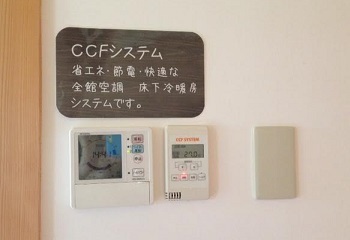 CCFシステム
省エネ・節電・快適な
全館空調　床下冷暖房
システムです。